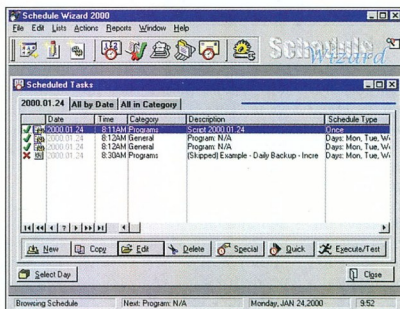 Schedule Wizard 2000
File Edit Lists Actions Reports Window Help
Schedule Wizard
Scheduled Tasks
2000.01.24 All by Date All in Category
Date Time Category Description Schedule Type
2000.01.24 8:11AM Programs Script 2000.01.24 Once
2000.01.24 8:12AM General Program: N/A Days: Mon, Tue, W
2000.01.24 8:12AM General Program: N/A Days: Mon, Tue, W
2000.01.24 8:30AM Programs (Skipped) Example - Daily Backup - Incre Days: Mon, Tue, W
New Copy Edit Delete Special Quick Execute/Test
Select Day Close
Browsing Schedule Next: Program: N/A Monday, JAN 24,2000 9:52